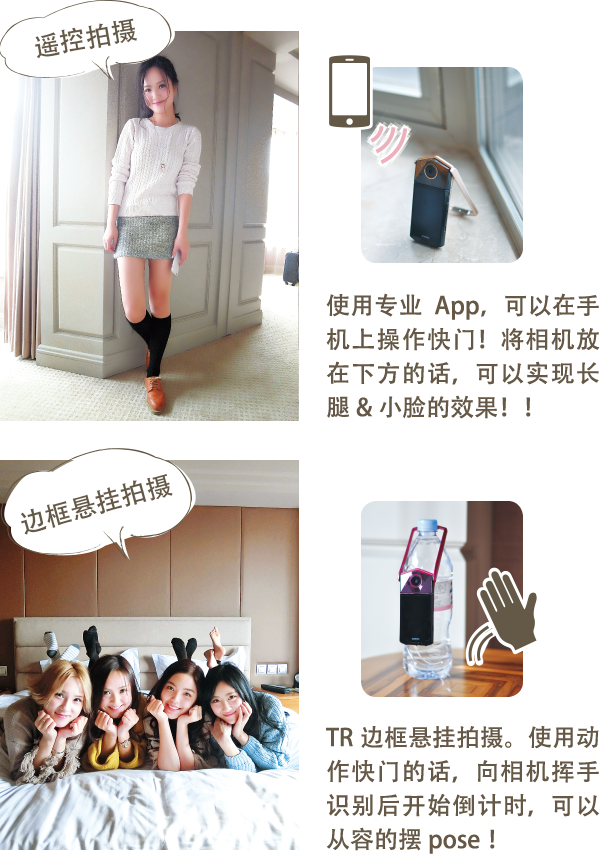 遥控拍摄
使用专业 App，可以在手
机上操作快门！将相机放
在下方的话，可以实现长
腿 & 小脸的效果！！
边框悬挂拍摄
TR 边框悬挂拍摄。使用动
作快门的话，向相机挥手
识别后开始倒计时，可以
从容的摆 pose！